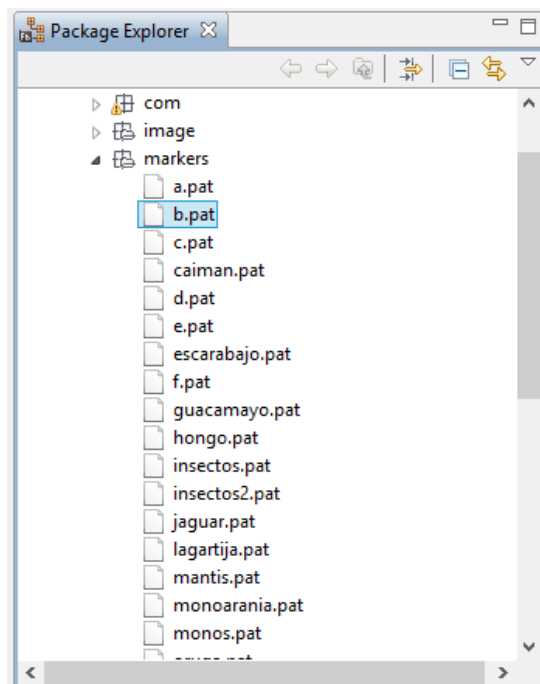 Package Explorer
com
image
markers
a.pat
b.pat
c.pat
caiman.pat
d.pat
e.pat
escarabajo.pat
f.pat
guacamayo.pat
hongo.pat
insectos.pat
insectos2.pat
jaguar.pat
lagartija.pat
mantis.pat
monoarania.pat
monos.pat